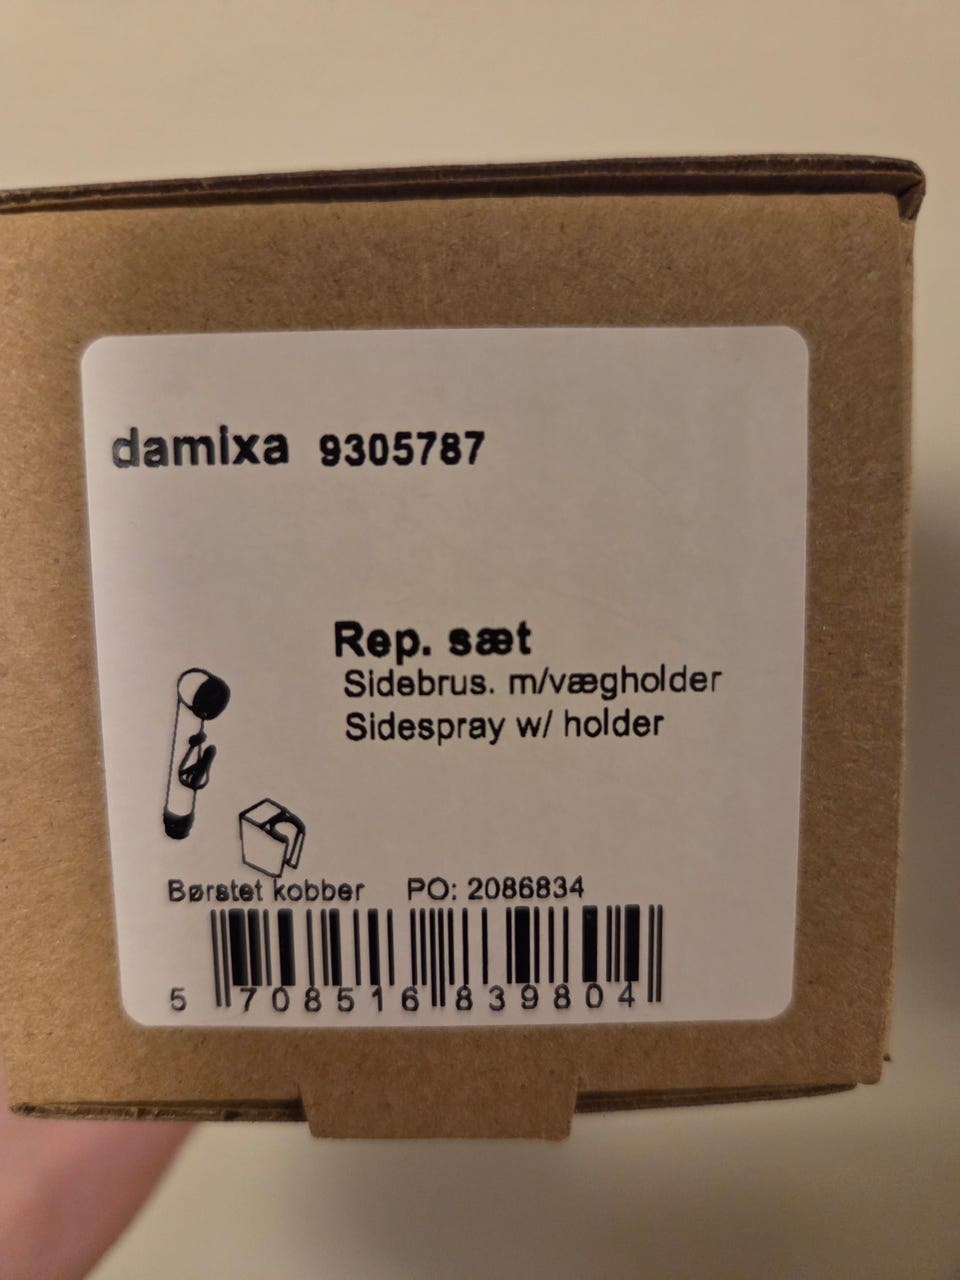 damixa 9305787
Rep. sæt
Sidebrus. m/vægholder
Sidespray w/ holder
Børstet kobber PO: 2086834
5 708516 839804